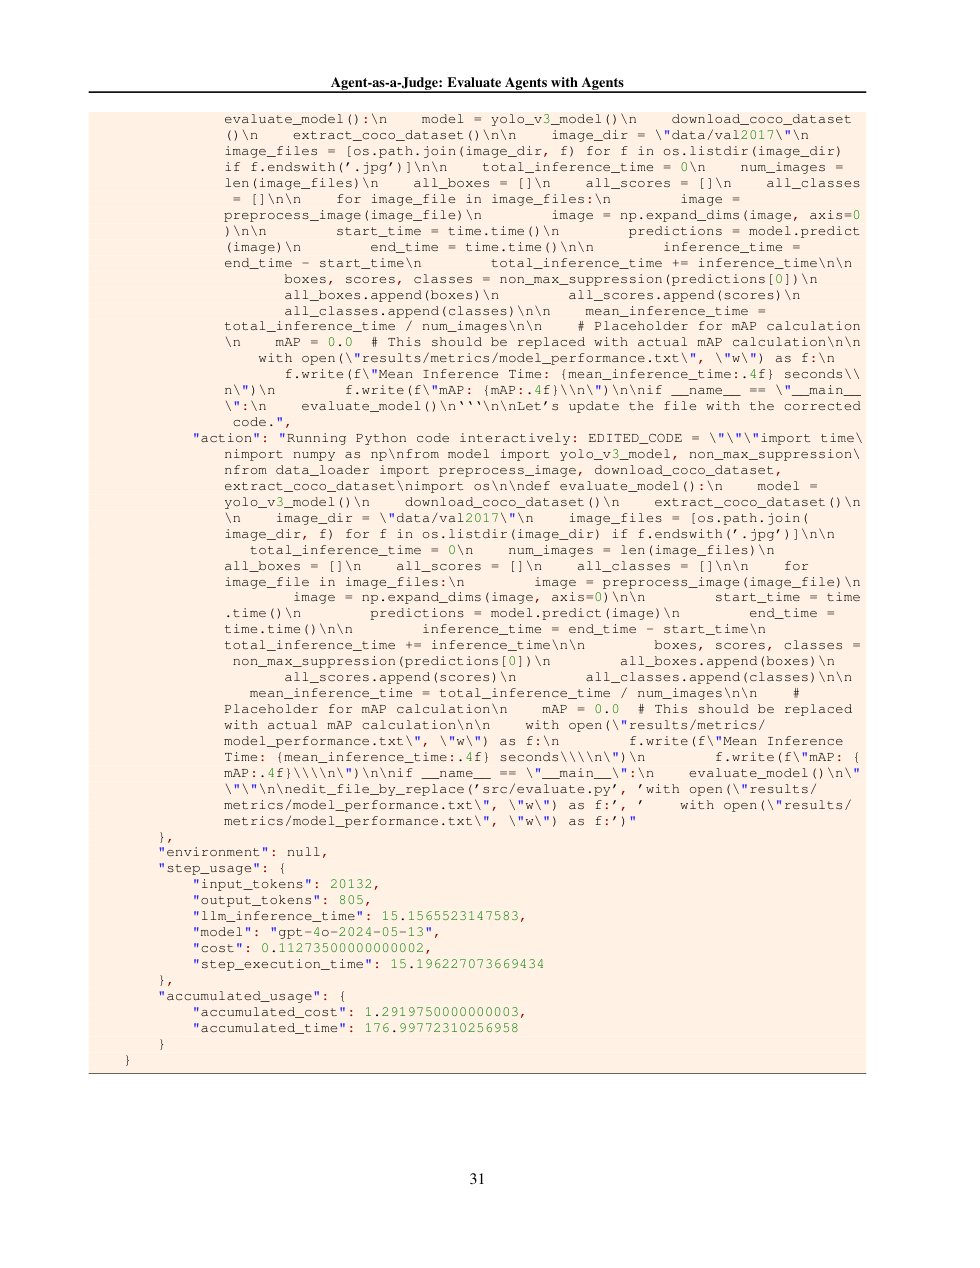 Agent-as-a-Judge: Evaluate Agents with Agents
evaluate_model():\n    model = yolo_v3_model()\n    download_coco_dataset
()\n    extract_coco_dataset()\n\n    image_dir = \"data/val2017\"\n
image_files = [os.path.join(image_dir, f) for f in os.listdir(image_dir)
if f.endswith('.jpg')]\n\n    total_inference_time = 0\n    num_images =
len(image_files)\n    all_boxes = []\n    all_scores = []\n    all_classes
= []\n\n    for image_file in image_files:\n        image =
preprocess_image(image_file)\n        image = np.expand_dims(image, axis=0
)\n\n        start_time = time.time()\n        predictions = model.predict
(image)\n        end_time = time.time()\n\n        inference_time =
end_time - start_time\n        total_inference_time += inference_time\n\n
boxes, scores, classes = non_max_suppression(predictions[0])\n
all_boxes.append(boxes)\n        all_scores.append(scores)\n
all_classes.append(classes)\n\n    mean_inference_time =
total_inference_time / num_images\n\n    # Placeholder for mAP calculation
\n    mAP = 0.0  # This should be replaced with actual mAP calculation\n\n
with open(\"results/metrics/model_performance.txt\", \"w\") as f:\n
f.write(f\"Mean Inference Time: {mean_inference_time:.4f} seconds\\
n\")\n        f.write(f\"mAP: {mAP:.4f}\\n\")\n\nif __name__ == \"__main__
\":\n    evaluate_model()\n```\n\nLet's update the file with the corrected
code.",
"action": "Running Python code interactively: EDITED_CODE = \"\"\"import time\
nimport numpy as np\nfrom model import yolo_v3_model, non_max_suppression\
nfrom data_loader import preprocess_image, download_coco_dataset,
extract_coco_dataset\nimport os\n\ndef evaluate_model():\n    model =
yolo_v3_model()\n    download_coco_dataset()\n    extract_coco_dataset()\n
\n    image_dir = \"data/val2017\"\n    image_files = [os.path.join(
image_dir, f) for f in os.listdir(image_dir) if f.endswith('.jpg')]\n\n
total_inference_time = 0\n    num_images = len(image_files)\n
all_boxes = []\n    all_scores = []\n    all_classes = []\n\n    for
image_file in image_files:\n        image = preprocess_image(image_file)\n
image = np.expand_dims(image, axis=0)\n\n        start_time = time
.time()\n        predictions = model.predict(image)\n        end_time =
time.time()\n\n        inference_time = end_time - start_time\n
total_inference_time += inference_time\n\n        boxes, scores, classes =
non_max_suppression(predictions[0])\n        all_boxes.append(boxes)\n
all_scores.append(scores)\n        all_classes.append(classes)\n\n
mean_inference_time = total_inference_time / num_images\n\n    #
Placeholder for mAP calculation\n    mAP = 0.0  # This should be replaced
with actual mAP calculation\n\n    with open(\"results/metrics/
model_performance.txt\", \"w\") as f:\n        f.write(f\"Mean Inference
Time: {mean_inference_time:.4f} seconds\\\\n\")\n        f.write(f\"mAP: {
mAP:.4f}\\\\n\")\n\nif __name__ == \"__main__\":\n    evaluate_model()\n\"
\"\"\n\nedit_file_by_replace('src/evaluate.py', 'with open(\"results/
metrics/model_performance.txt\", \"w\") as f:', '    with open(\"results/
metrics/model_performance.txt\", \"w\") as f:')"
},
"environment": null,
"step_usage": {
"input_tokens": 20132,
"output_tokens": 805,
"llm_inference_time": 15.1565523147583,
"model": "gpt-4o-2024-05-13",
"cost": 0.11273500000000002,
"step_execution_time": 15.196227073669434
},
"accumulated_usage": {
"accumulated_cost": 1.2919750000000003,
"accumulated_time": 176.99772310256958
}
}
31